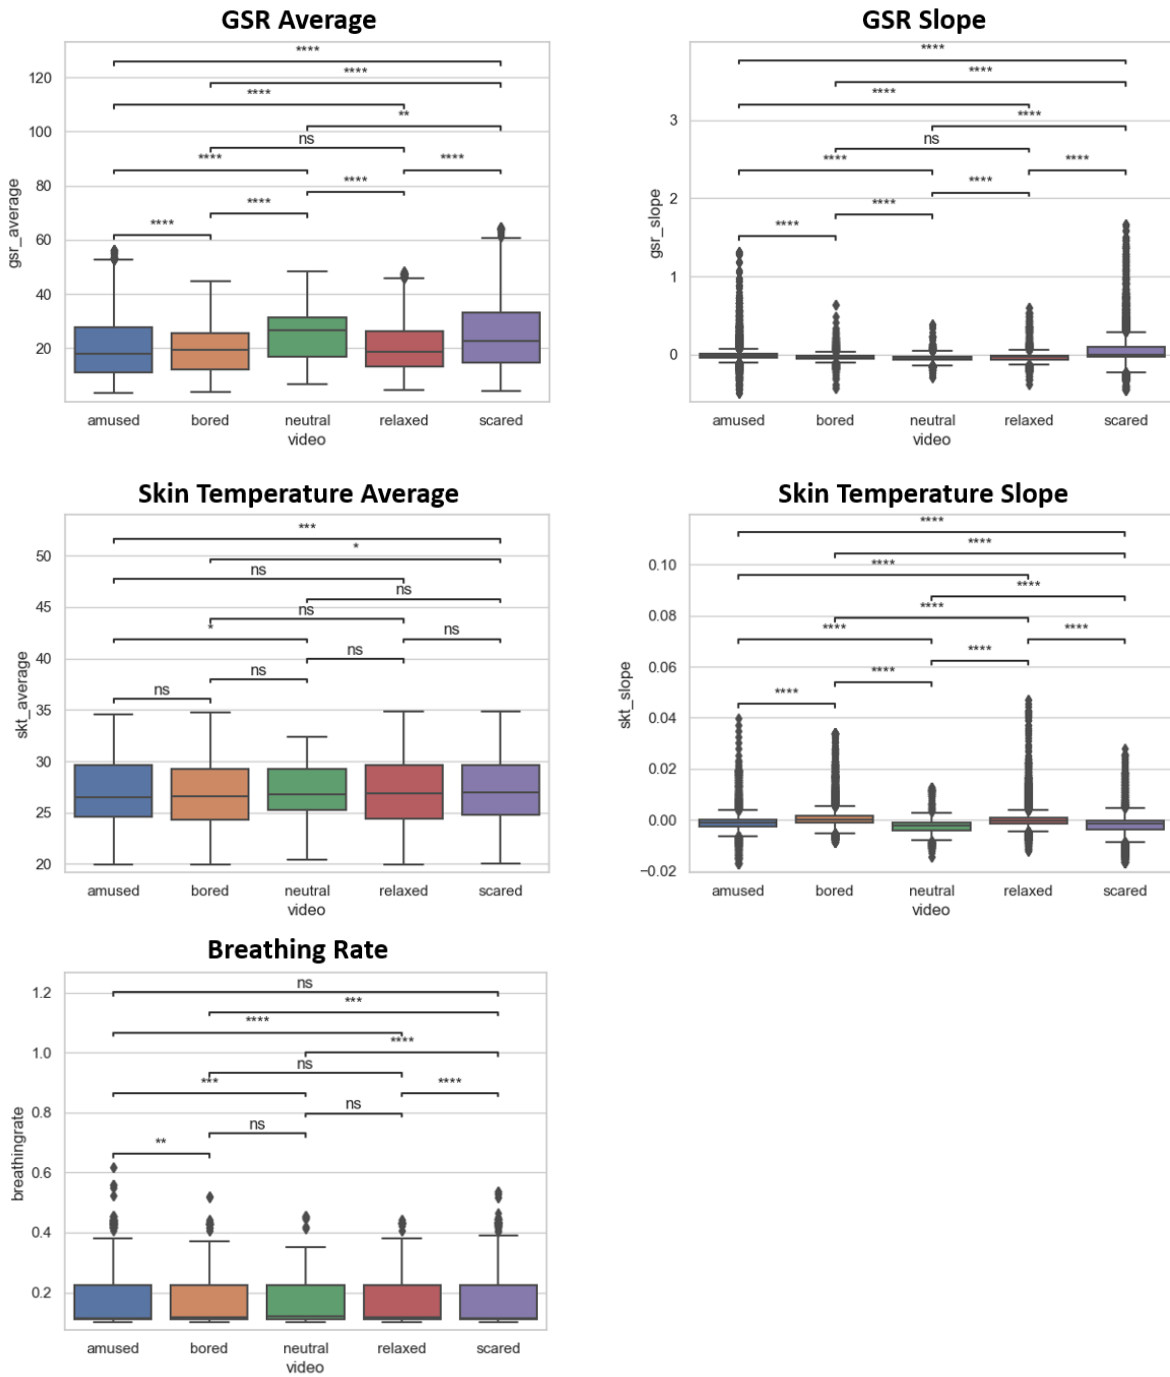 GSR Average
****
****
****
**
ns
****
****
****
****
****
120
100
80
60
40
20
gsr_average
amused bored neutral relaxed scared
video
GSR Slope
****
****
****
****
ns
****
****
****
****
****
3
2
1
0
gsr_slope
amused bored neutral relaxed scared
video
Skin Temperature Average
***
*
ns
ns
ns
*
ns
ns
ns
ns
50
45
40
35
30
25
20
skt_average
amused bored neutral relaxed scared
video
Skin Temperature Slope
****
****
****
****
****
****
****
****
****
****
0.10
0.08
0.06
0.04
0.02
0.00
−0.02
skt_slope
amused bored neutral relaxed scared
video
Breathing Rate
ns
***
****
****
ns
***
****
ns
ns
**
1.2
1.0
0.8
0.6
0.4
0.2
breathingrate
amused bored neutral relaxed scared
video